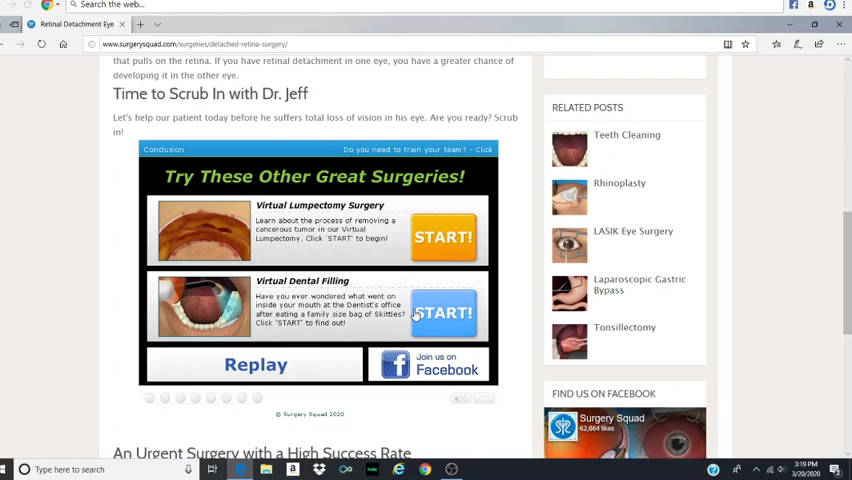 Search the web...
Retinal Detachment Eye
www.surgerysquad.com/surgeries/detached-retina-surgery/
that pulls on the retina. If you have retinal detachment in one eye, you have a greater chance of
developing it in the other eye.
Time to Scrub In with Dr. Jeff
Let's help our patient today before he suffers total loss of vision in his eye. Are you ready? Scrub
in!
Conclusion
Do you need to train your team? - Click
Try These Other Great Surgeries!
Virtual Lumpectomy Surgery
Learn about the process of removing a
cancerous tumor in our Virtual
Lumpectomy. Click 'START' to begin!
START!
Virtual Dental Filling
Have you ever wondered what went on
inside your mouth at the Dentist's office
after eating a family size bag of Skittles?
Click 'START' to find out!
START!
Replay
Join us on
Facebook
© Surgery Squad 2020
An Urgent Surgery with a High Success Rate
RELATED POSTS
Teeth Cleaning
Rhinoplasty
LASIK Eye Surgery
Laparoscopic Gastric
Bypass
Tonsillectomy
FIND US ON FACEBOOK
Surgery Squad
62,864 likes
Type here to search
hulu
3:19 PM
3/20/2020